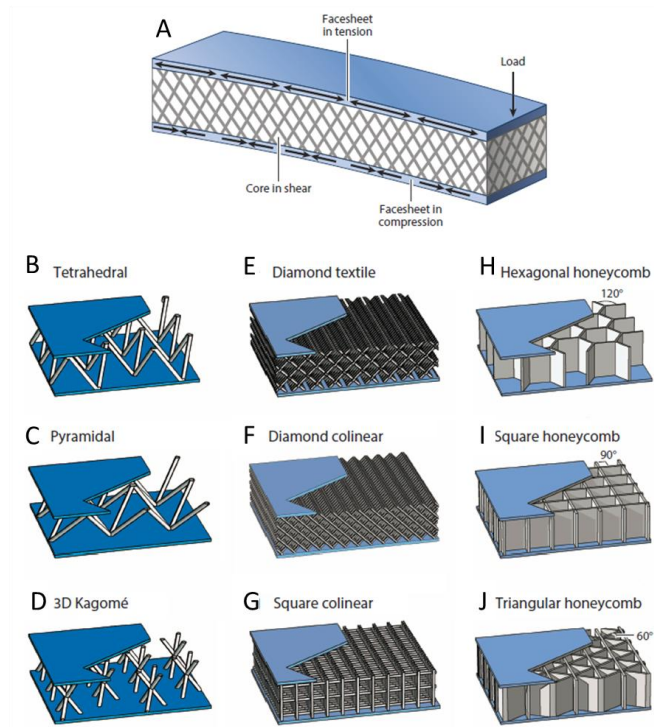 A
Facesheet
in tension
Load
Core in shear
Facesheet in
compression
B Tetrahedral
E Diamond textile
H Hexagonal honeycomb
120°
C Pyramidal
F Diamond colinear
I Square honeycomb
90°
D 3D Kagomé
G Square colinear
J Triangular honeycomb
60°